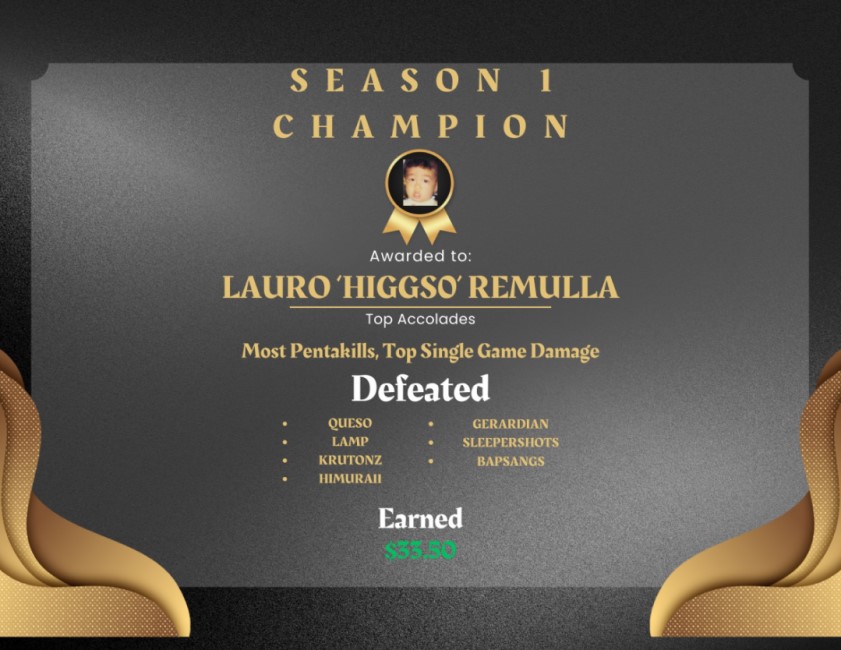 SEASON 1
CHAMPION
Awarded to:
LAURO 'HIGGSO' REMULLA
Top Accolades
Most Pentakills, Top Single Game Damage
Defeated
• QUESO
• LAMP
• KRUTONZ
• HIMURAII
• GERARDIAN
• SLEEPERSHOTS
• BAPSANGS
Earned
$33.50